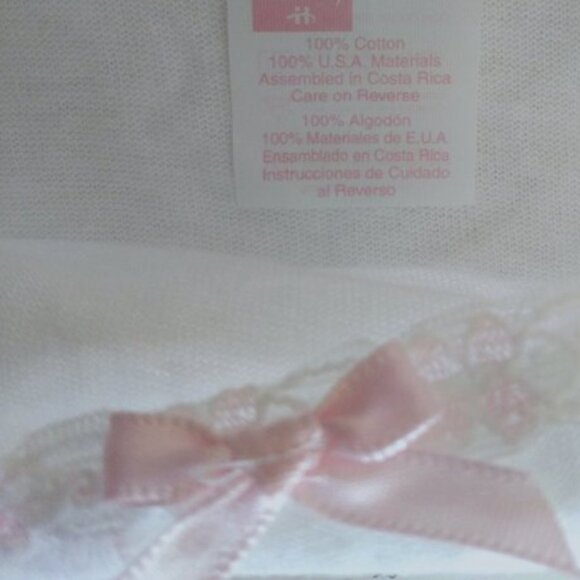 100% Cotton
100% U.S.A. Materials
Assembled in Costa Rica
Care on Reverse
100% Algodón
100% Materiales de E.U.A.
Ensamblado en Costa Rica
Instrucciones de Cuidado
al Reverso